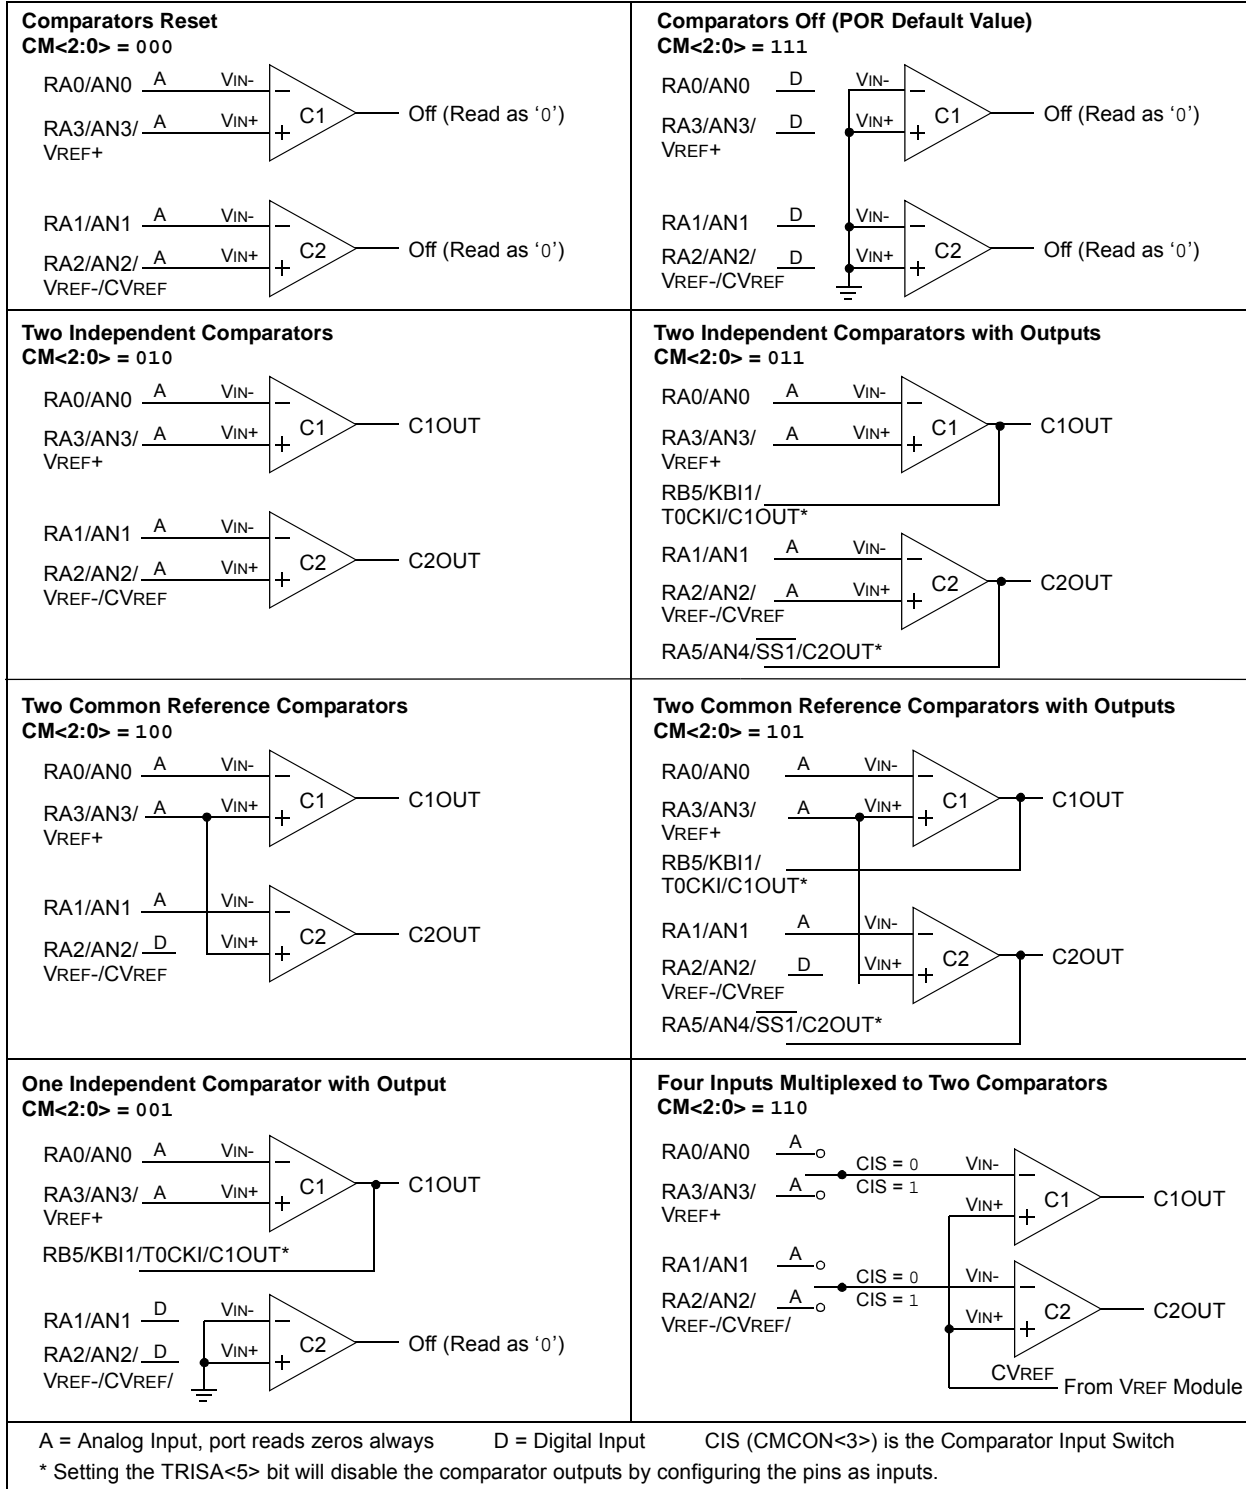 Comparators Reset
CM<2:0> = 000
RA0/AN0 A VIN-
C1 Off (Read as ‘0’)
RA3/AN3/ A VIN+
VREF+
RA1/AN1 A VIN-
C2 Off (Read as ‘0’)
RA2/AN2/ A VIN+
VREF-/CVREF
Comparators Off (POR Default Value)
CM<2:0> = 111
RA0/AN0 D VIN-
C1 Off (Read as ‘0’)
RA3/AN3/ D VIN+
VREF+
RA1/AN1 D VIN-
C2 Off (Read as ‘0’)
RA2/AN2/ D VIN+
VREF-/CVREF
Two Independent Comparators
CM<2:0> = 010
RA0/AN0 A VIN-
C1 C1OUT
RA3/AN3/ A VIN+
VREF+
RA1/AN1 A VIN-
C2 C2OUT
RA2/AN2/ A VIN+
VREF-/CVREF
Two Independent Comparators with Outputs
CM<2:0> = 011
RA0/AN0 A VIN-
C1 C1OUT
RA3/AN3/ A VIN+
VREF+
RB5/KBI1/
T0CKI/C1OUT*
RA1/AN1 A VIN-
C2 C2OUT
RA2/AN2/ A VIN+
VREF-/CVREF
RA5/AN4/SS1/C2OUT*
Two Common Reference Comparators
CM<2:0> = 100
RA0/AN0 A VIN-
C1 C1OUT
RA3/AN3/ A VIN+
VREF+
RA1/AN1 A VIN-
C2 C2OUT
RA2/AN2/ D VIN+
VREF-/CVREF
Two Common Reference Comparators with Outputs
CM<2:0> = 101
RA0/AN0 A VIN-
C1 C1OUT
RA3/AN3/ A VIN+
VREF+
RB5/KBI1/
T0CKI/C1OUT*
RA1/AN1 A VIN-
C2 C2OUT
RA2/AN2/ D VIN+
VREF-/CVREF
RA5/AN4/SS1/C2OUT*
One Independent Comparator with Output
CM<2:0> = 001
RA0/AN0 A VIN-
C1 C1OUT
RA3/AN3/ A VIN+
VREF+
RB5/KBI1/T0CKI/C1OUT*
RA1/AN1 D VIN-
C2 Off (Read as ‘0’)
RA2/AN2/ D VIN+
VREF-/CVREF/
Four Inputs Multiplexed to Two Comparators
CM<2:0> = 110
RA0/AN0 A
CIS = 0 VIN-
RA3/AN3/ A CIS = 1
VREF+ VIN+ C1 C1OUT
RA1/AN1 A
CIS = 0 VIN-
RA2/AN2/ A CIS = 1
VREF-/CVREF/ VIN+ C2 C2OUT
CVREF
From VREF Module
A = Analog Input, port reads zeros always D = Digital Input CIS (CMCON<3>) is the Comparator Input Switch
* Setting the TRISA<5> bit will disable the comparator outputs by configuring the pins as inputs.